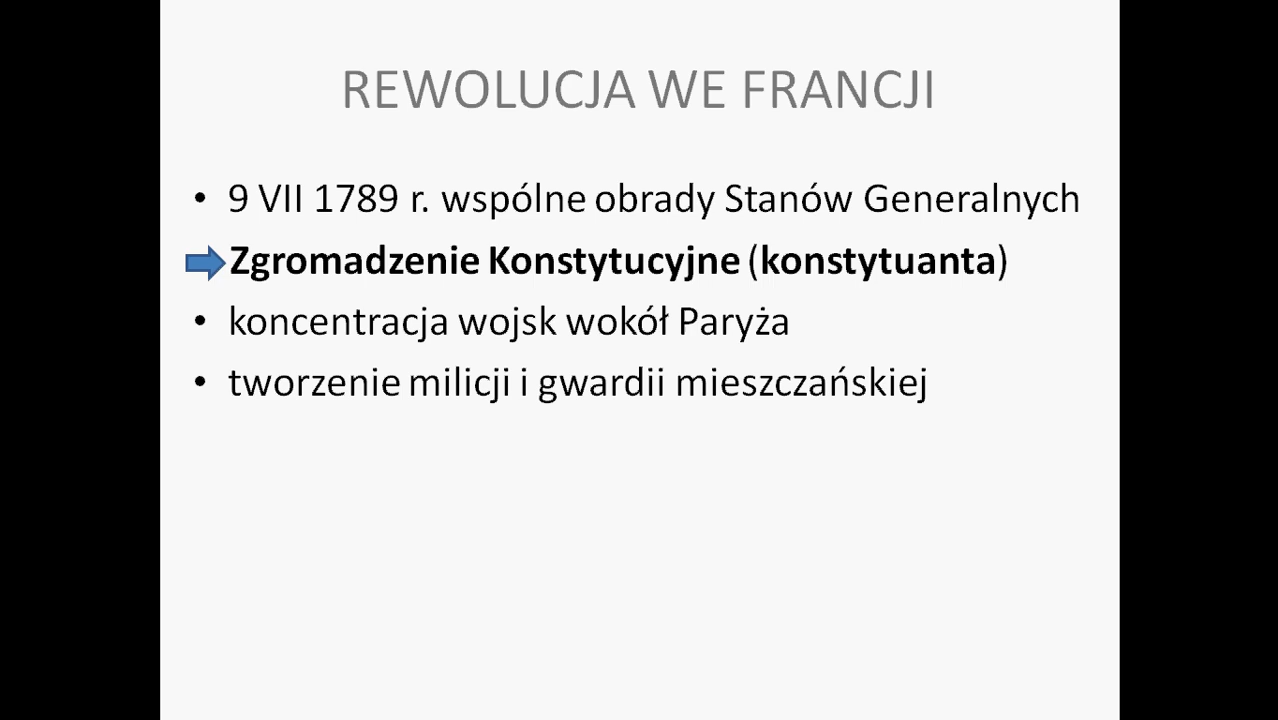 REWOLUCJA WE FRANCJI
• 9 VII 1789 r. wspólne obrady Stanów Generalnych
Zgromadzenie Konstytucyjne (konstytuanta)
• koncentracja wojsk wokół Paryża
• tworzenie milicji i gwardii mieszczańskiej